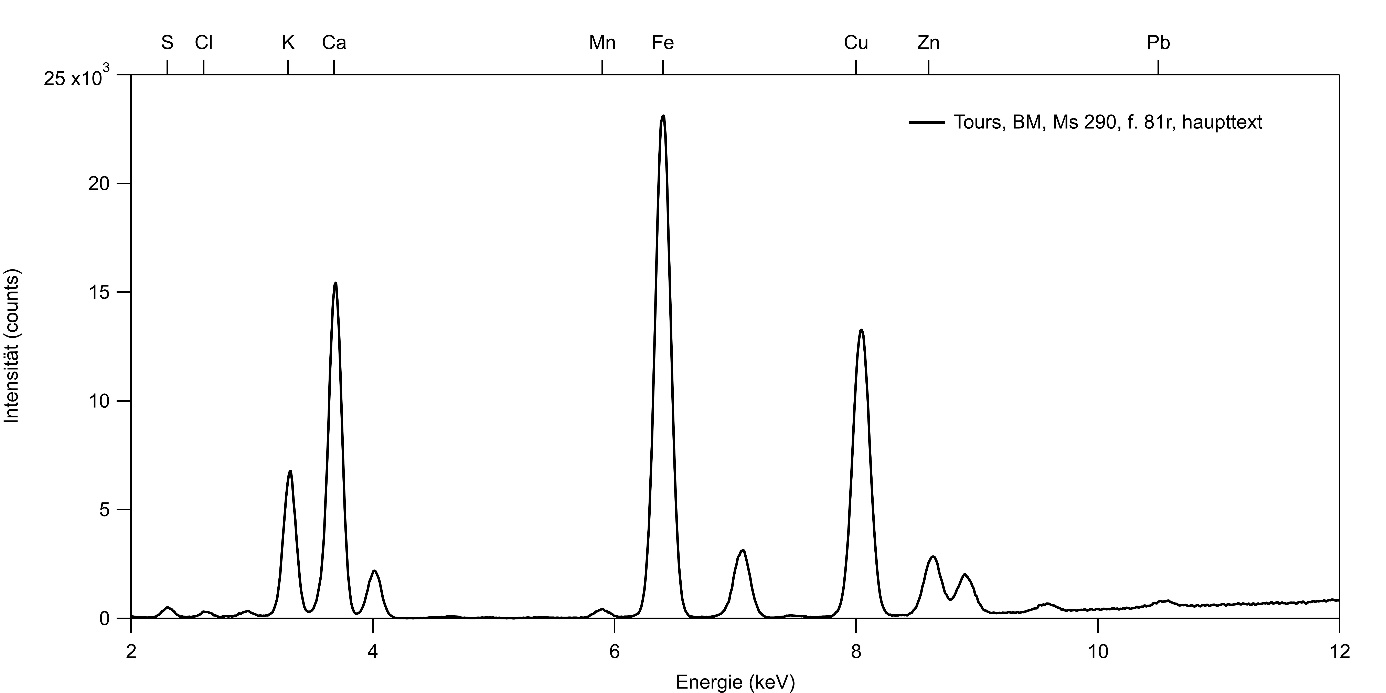 S Cl K Ca Mn Fe Cu Zn Pb
25 x10³
20
15
10
5
0
Intensität (counts)
Tours, BM, Ms 290, f. 81r, haupttext
2 4 6 8 10 12
Energie (keV)